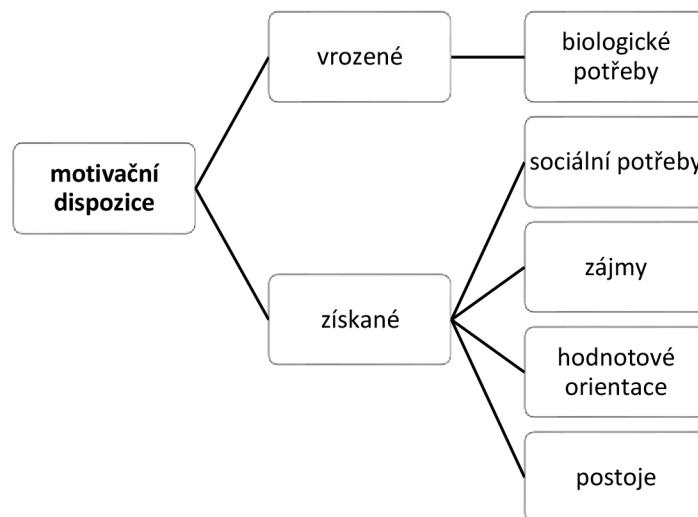 motivační
dispozice
vrozené
biologické
potřeby
získané
sociální potřeby
zájmy
hodnotové
orientace
postoje